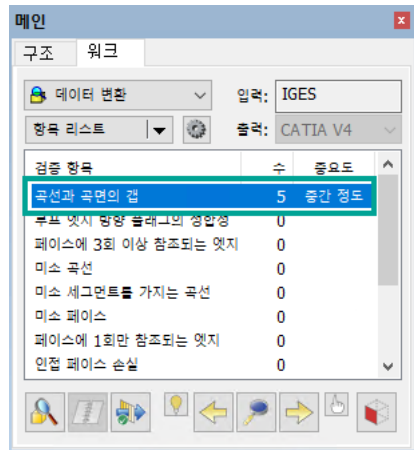 메인
구조 워크
데이터 변환 입력: IGES
항목 리스트 출력: CATIA V4
검증 항목 수 중요도
곡선과 곡면의 갭 5 중간 정도
루프 엣지 방향 플래그의 정합성 0
페이스에 3회 이상 참조되는 엣지 0
미소 곡선 0
미소 세그먼트를 가지는 곡선 0
미소 페이스 0
페이스에 1회만 참조되는 엣지 0
인접 페이스 손실 0